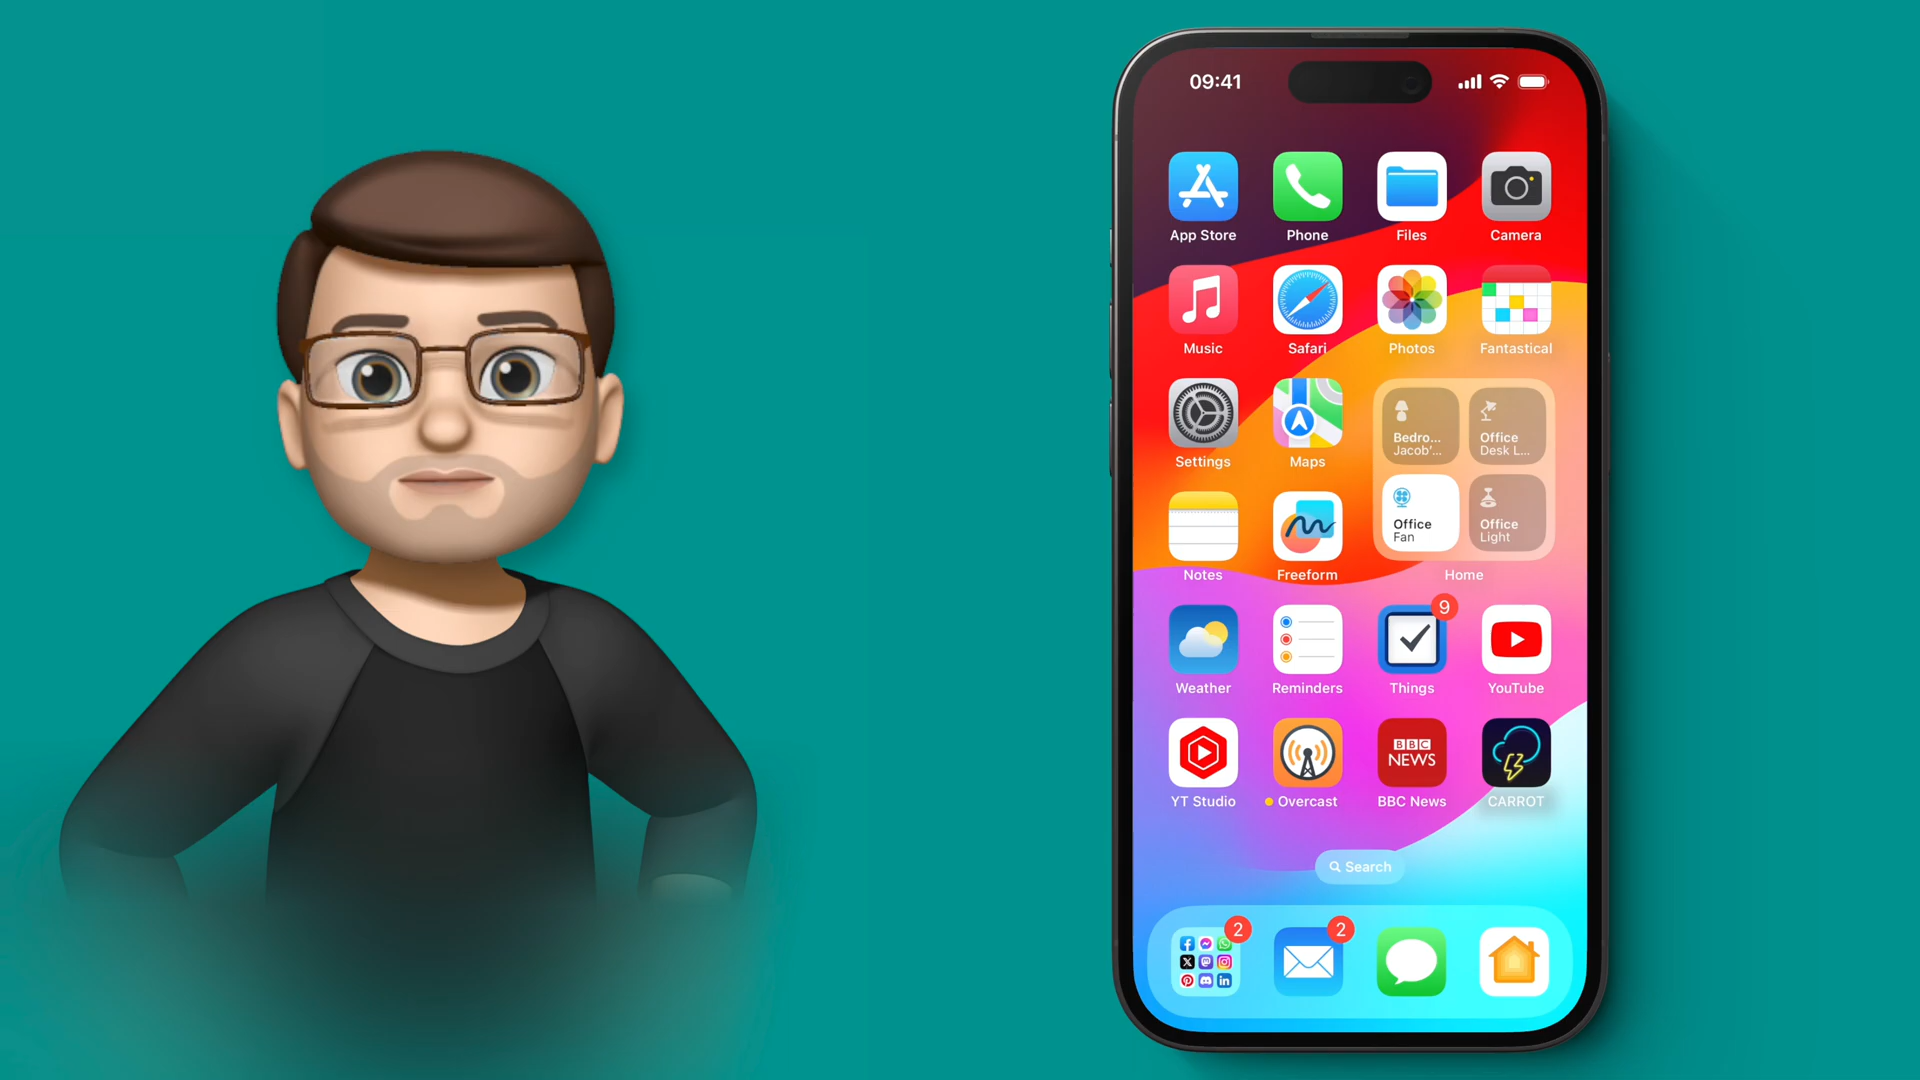 09:41
App Store
Phone
Files
Camera
Music
Safari
Photos
Fantastical
Settings
Maps
Bedro...
Jacob'...
Office
Desk L...
Office
Fan
Office
Light
Notes
Freeform
Home
9
Weather
Reminders
Things
YouTube
BBC
NEWS
YT Studio
Overcast
BBC News
CARROT
Search
2
2